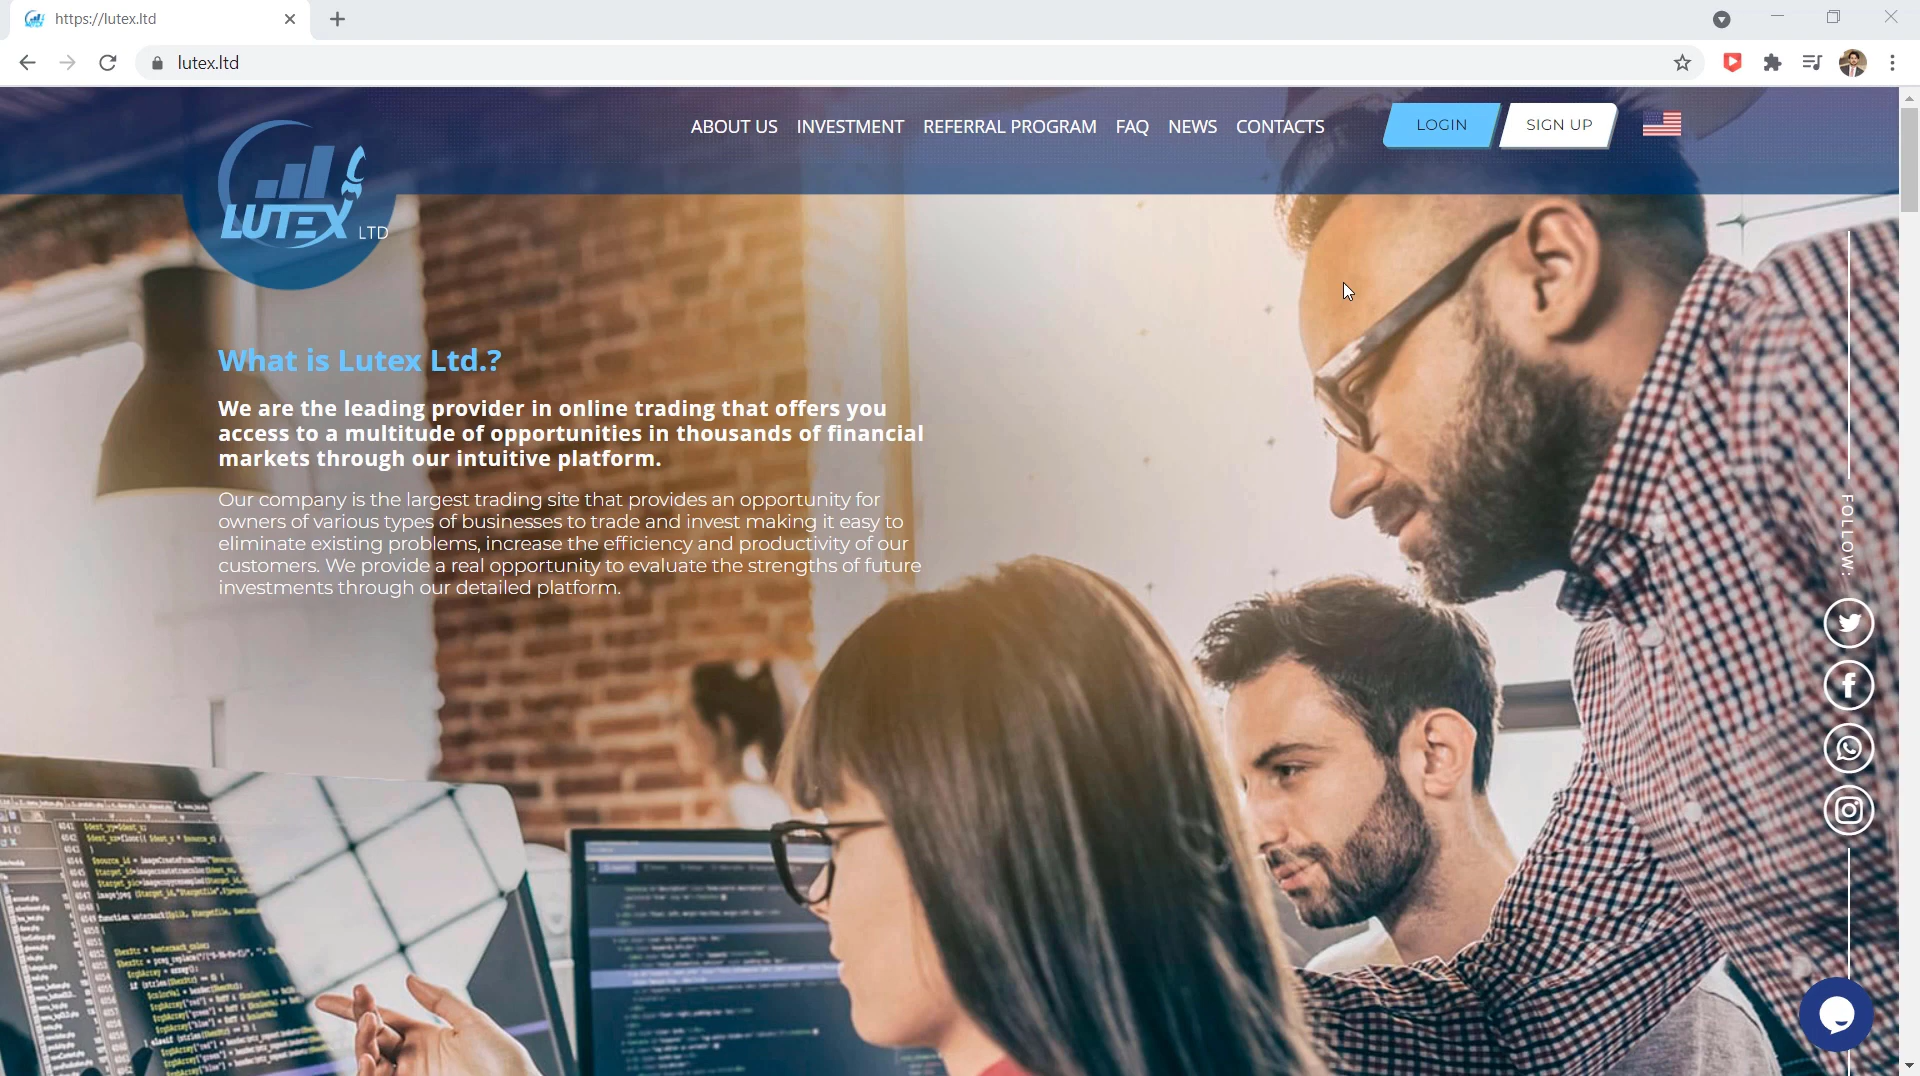 https://lutex.ltd
lutex.ltd
ABOUT US INVESTMENT REFERRAL PROGRAM FAQ NEWS CONTACTS LOGIN SIGN UP
LUTEX LTD
What is Lutex Ltd.?
We are the leading provider in online trading that offers you
access to a multitude of opportunities in thousands of financial
markets through our intuitive platform.
Our company is the largest trading site that provides an opportunity for
owners of various types of businesses to trade and invest making it easy to
eliminate existing problems, increase the efficiency and productivity of our
customers. We provide a real opportunity to evaluate the strengths of future
investments through our detailed platform.
FOLLOW: